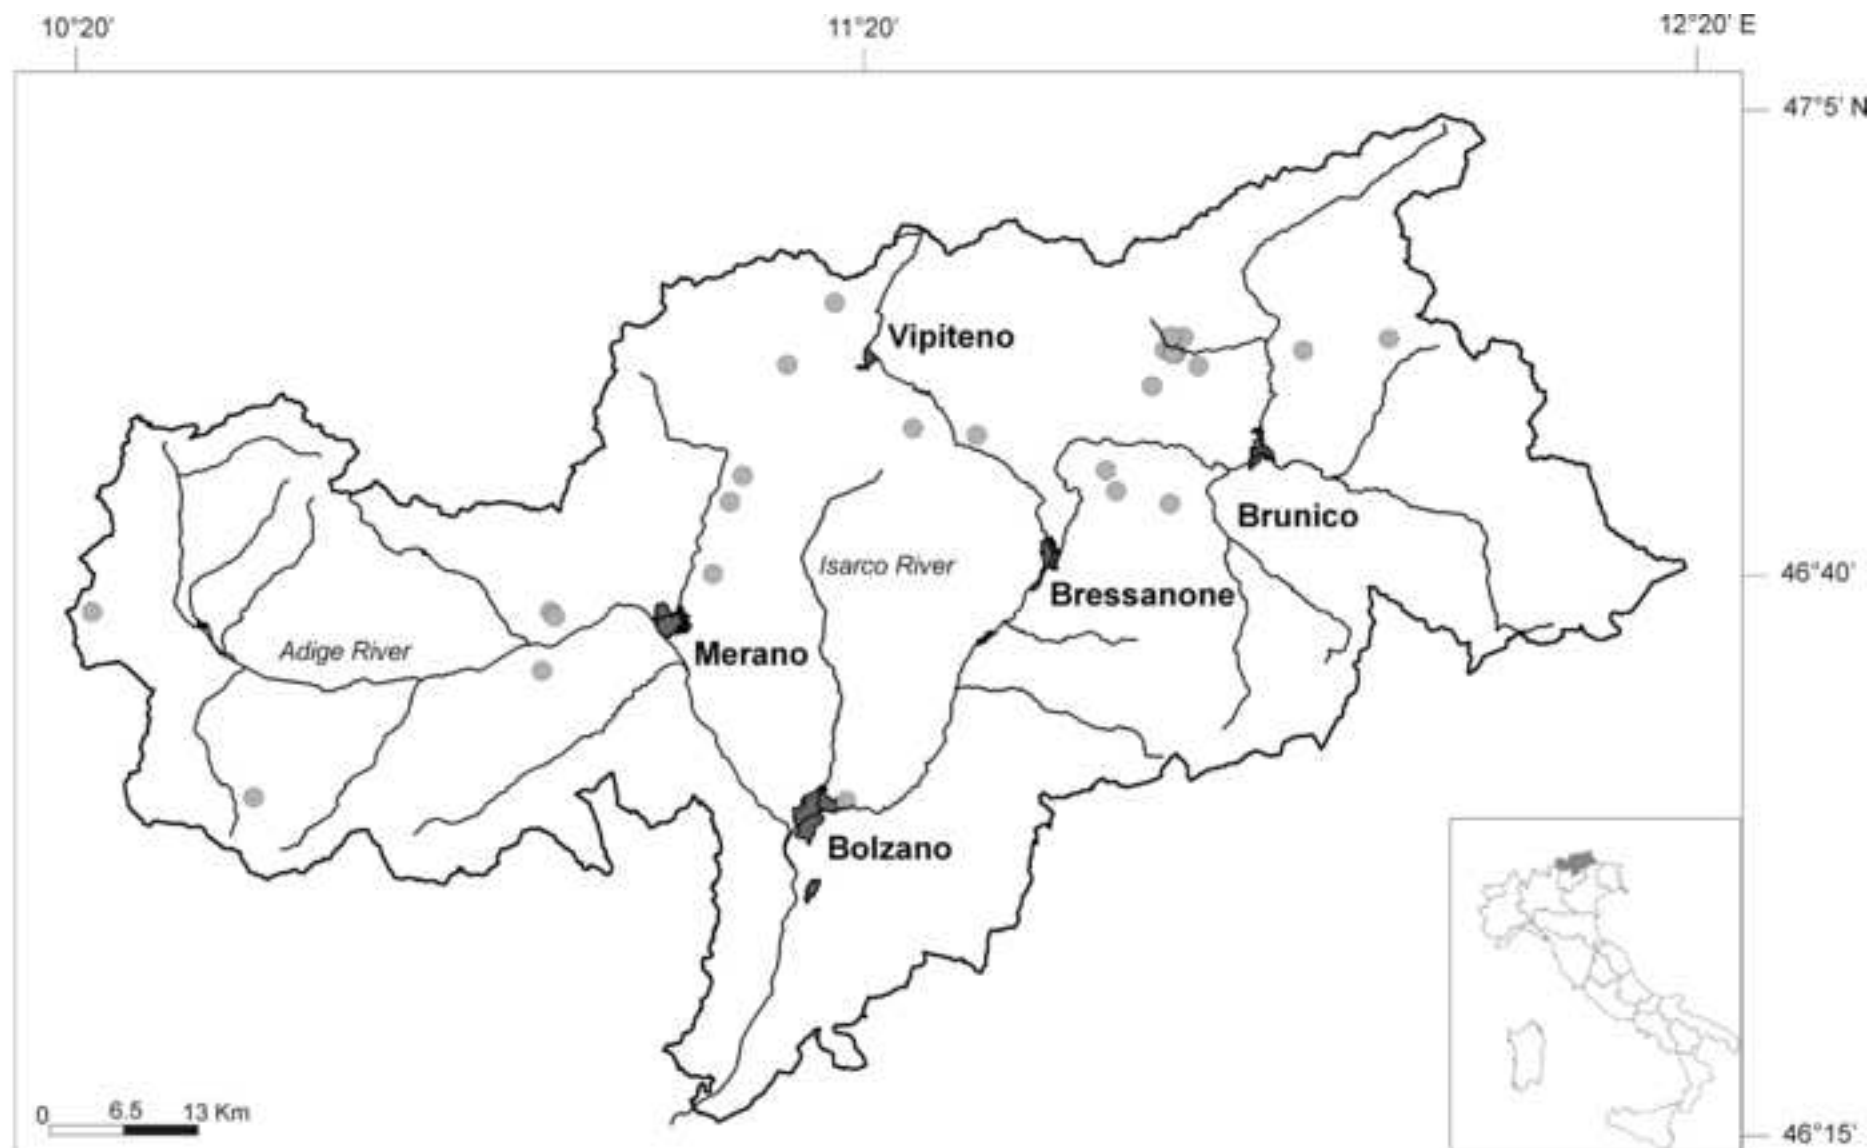 10°20' 11°20' 12°20' E
47°5' N
Vipiteno
Brunico
Isarco River
46°40'
Bressanone
Adige River
Merano
Bolzano
0 6.5 13 Km
46°15'